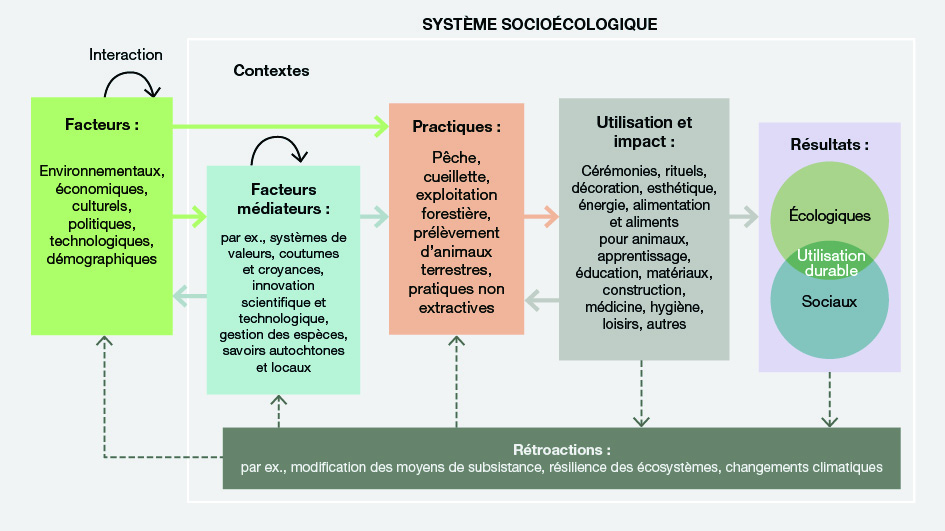 SYSTÈME SOCIOÉCOLOGIQUE
Interaction
Contextes
Facteurs :
Environnementaux,
économiques,
culturels,
politiques,
technologiques,
démographiques
Facteurs
médiateurs :
par ex., systèmes de
valeurs, coutumes
et croyances,
innovation
scientifique et
technologique,
gestion des espèces,
savoirs autochtones
et locaux
Practiques :
Pêche,
cueillette,
exploitation
forestière,
prélèvement
d'animaux
terrestres,
pratiques non
extractives
Utilisation et
impact :
Cérémonies, rituels,
décoration, esthétique,
énergie, alimentation
et aliments
pour animaux,
apprentissage,
éducation, matériaux,
construction,
médicine, hygiène,
loisirs, autres
Résultats :
Écologiques
Utilisation
durable
Sociaux
Rétroactions :
par ex., modification des moyens de subsistance, résilience des écosystèmes, changements climatiques